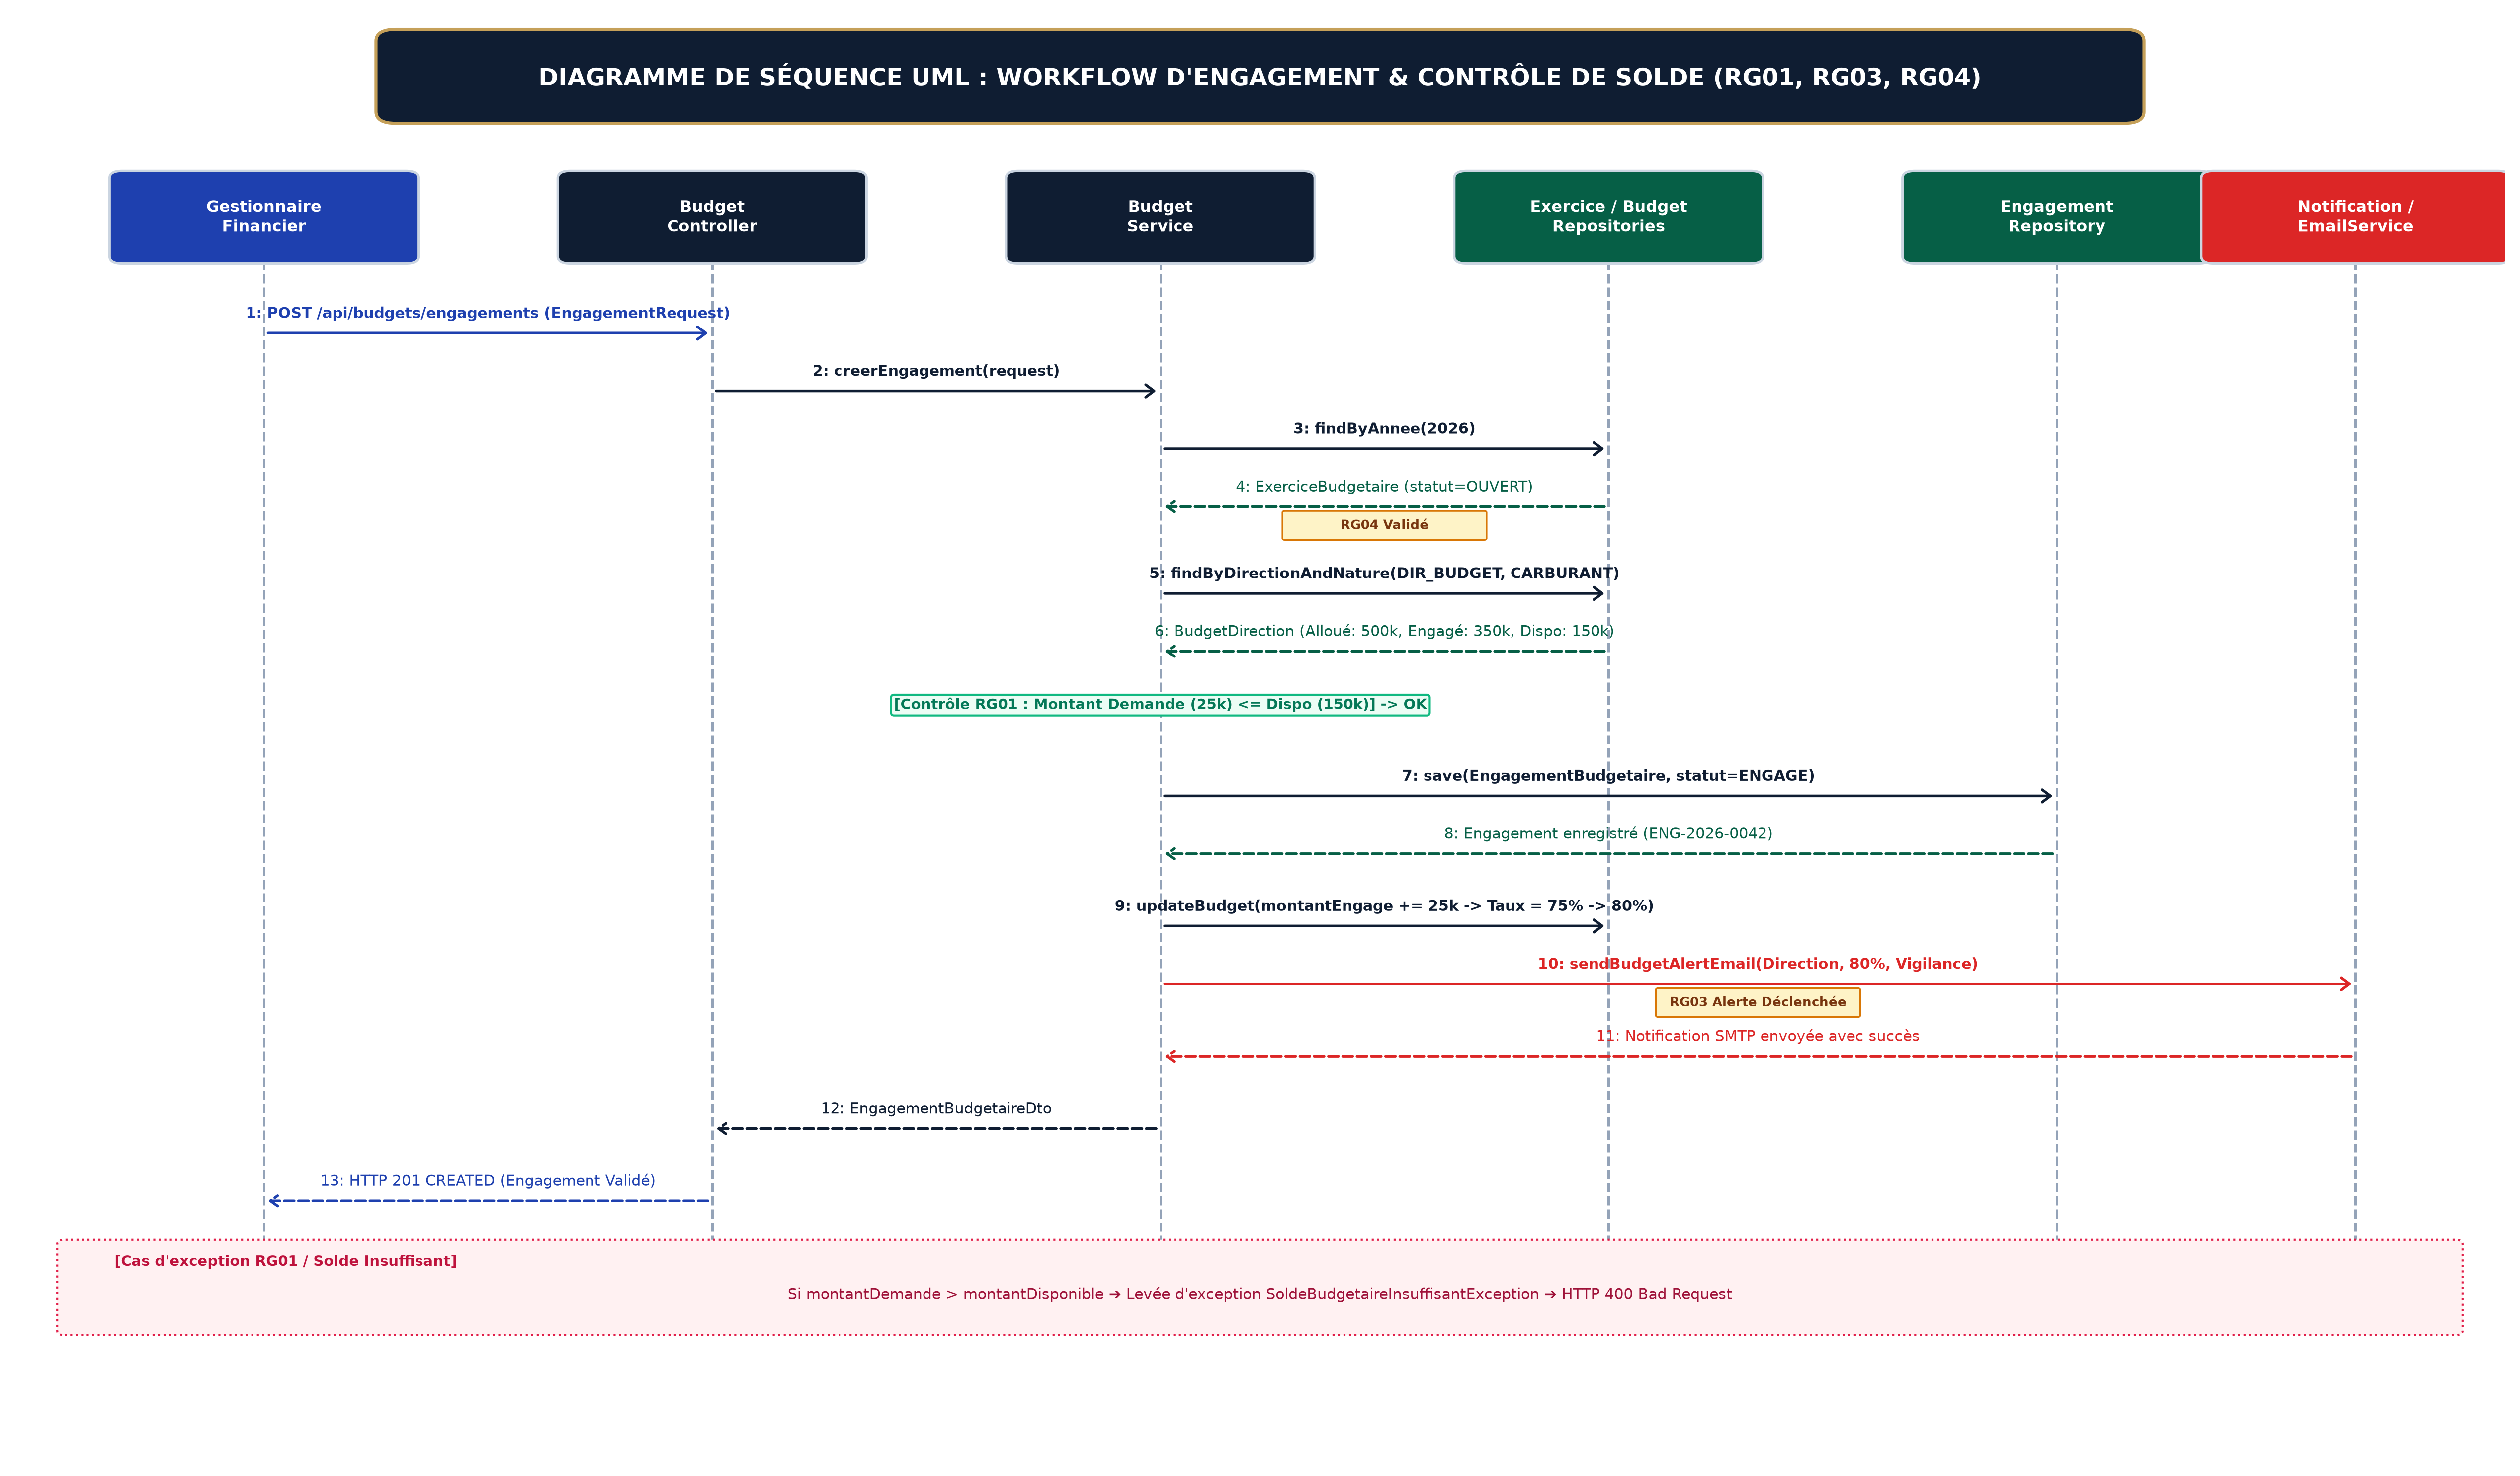 DIAGRAMME DE SÉQUENCE UML : WORKFLOW D'ENGAGEMENT & CONTRÔLE DE SOLDE (RG01, RG03, RG04)
Gestionnaire
Financier
Budget
Controller
Budget
Service
Exercice / Budget
Repositories
Engagement
Repository
Notification /
EmailService
1: POST /api/budgets/engagements (EngagementRequest)
2: creerEngagement(request)
3: findByAnnee(2026)
4: ExerciceBudgetaire (statut=OUVERT)
RG04 Validé
5: findByDirectionAndNature(DIR_BUDGET, CARBURANT)
6: BudgetDirection (Alloué: 500k, Engagé: 350k, Dispo: 150k)
[Contrôle RG01 : Montant Demande (25k) <= Dispo (150k)] -> OK
7: save(EngagementBudgetaire, statut=ENGAGE)
8: Engagement enregistré (ENG-2026-0042)
9: updateBudget(montantEngage += 25k -> Taux = 75% -> 80%)
10: sendBudgetAlertEmail(Direction, 80%, Vigilance)
RG03 Alerte Déclenchée
11: Notification SMTP envoyée avec succès
12: EngagementBudgetaireDto
13: HTTP 201 CREATED (Engagement Validé)
[Cas d'exception RG01 / Solde Insuffisant]
Si montantDemande > montantDisponible ➔ Levée d'exception SoldeBudgetaireInsuffisantException ➔ HTTP 400 Bad Request